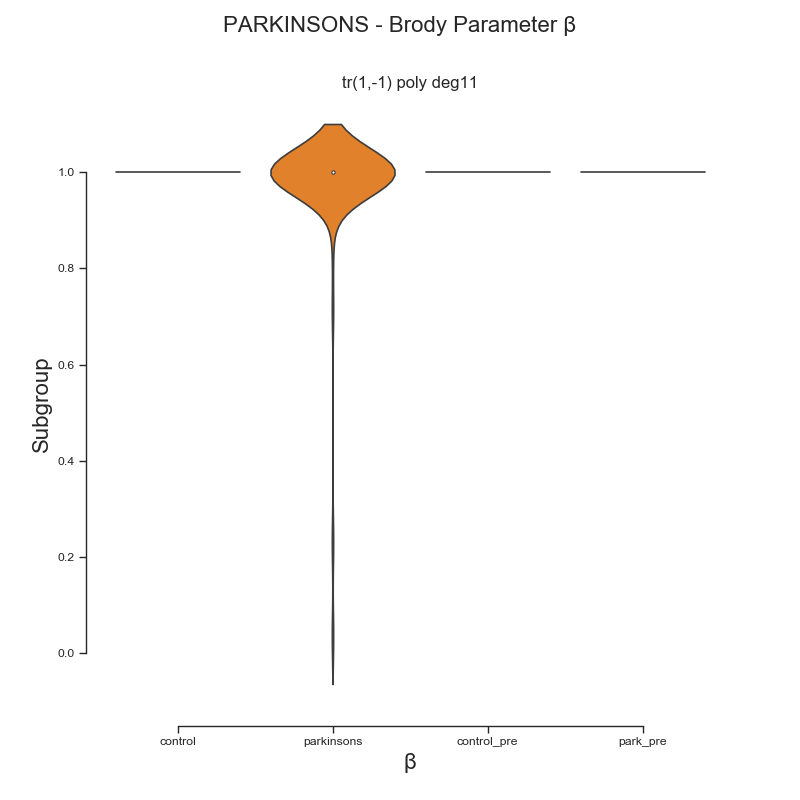 PARKINSONS - Brody Parameter β
tr(1,-1) poly deg11
1.0
0.8
0.6
0.4
0.2
0.0
Subgroup
control parkinsons control_pre park_pre
β